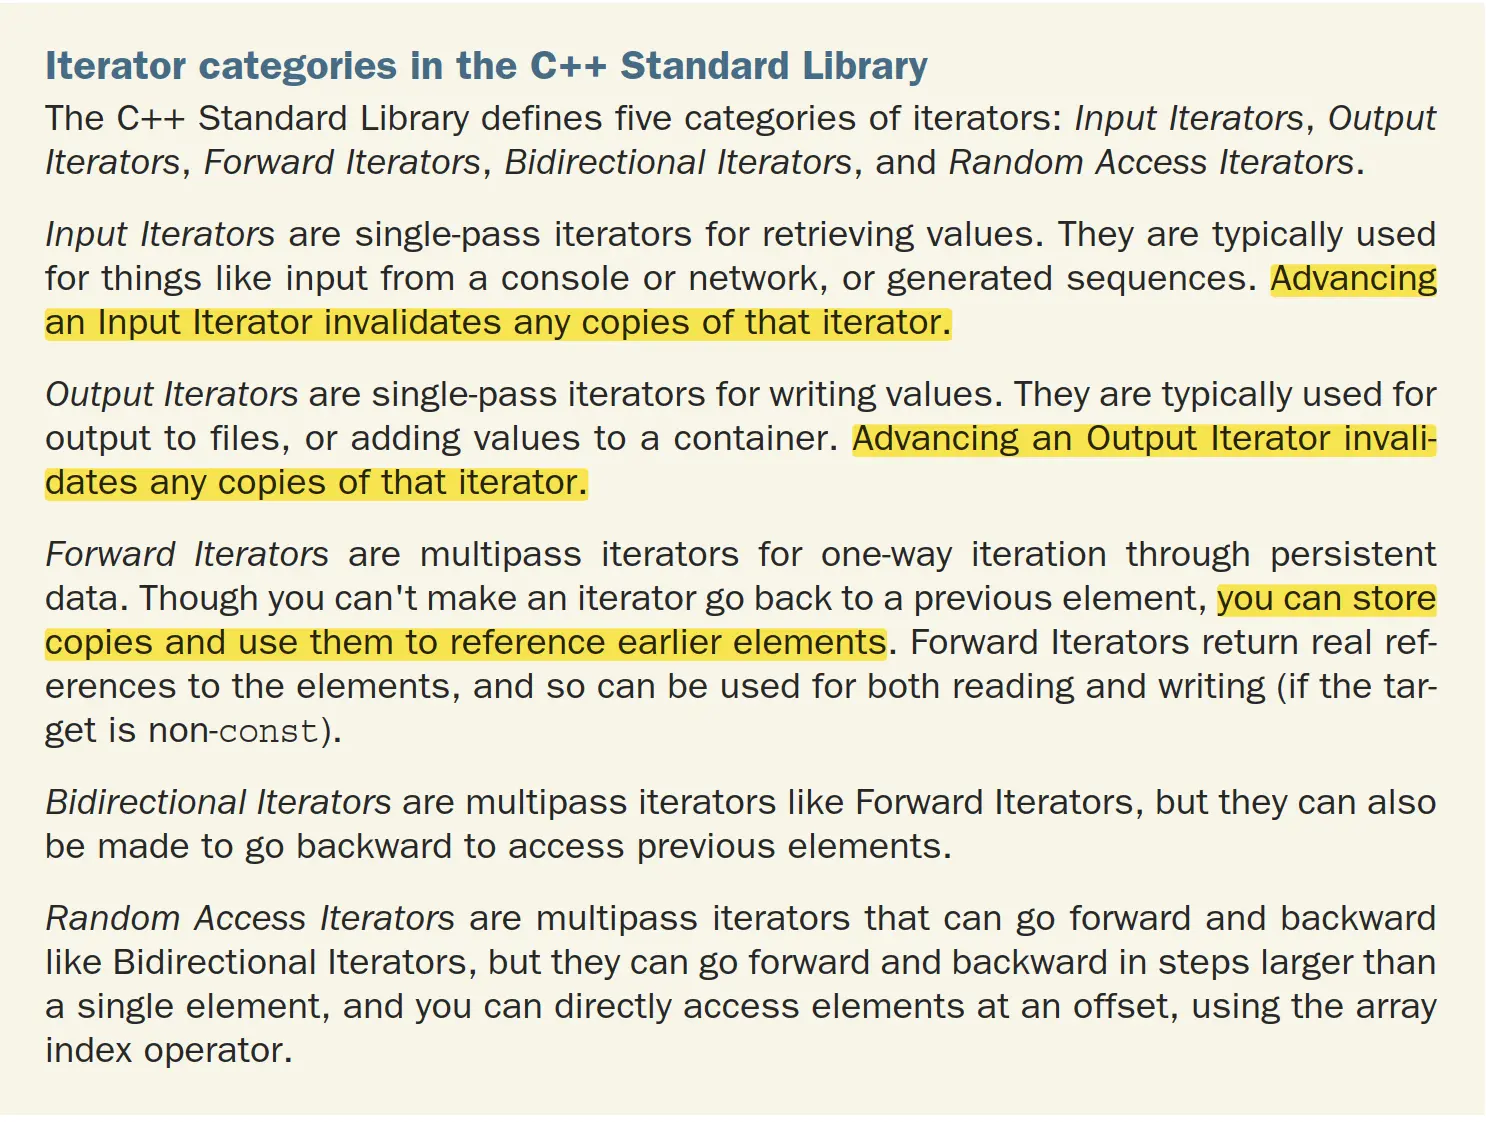 Iterator categories in the C++ Standard Library
The C++ Standard Library defines five categories of iterators: Input Iterators, Output
Iterators, Forward Iterators, Bidirectional Iterators, and Random Access Iterators.
Input Iterators are single-pass iterators for retrieving values. They are typically used
for things like input from a console or network, or generated sequences. Advancing
an Input Iterator invalidates any copies of that iterator.
Output Iterators are single-pass iterators for writing values. They are typically used for
output to files, or adding values to a container. Advancing an Output Iterator invali-
dates any copies of that iterator.
Forward Iterators are multipass iterators for one-way iteration through persistent
data. Though you can't make an iterator go back to a previous element, you can store
copies and use them to reference earlier elements. Forward Iterators return real ref-
erences to the elements, and so can be used for both reading and writing (if the tar-
get is non-const).
Bidirectional Iterators are multipass iterators like Forward Iterators, but they can also
be made to go backward to access previous elements.
Random Access Iterators are multipass iterators that can go forward and backward
like Bidirectional Iterators, but they can go forward and backward in steps larger than
a single element, and you can directly access elements at an offset, using the array
index operator.